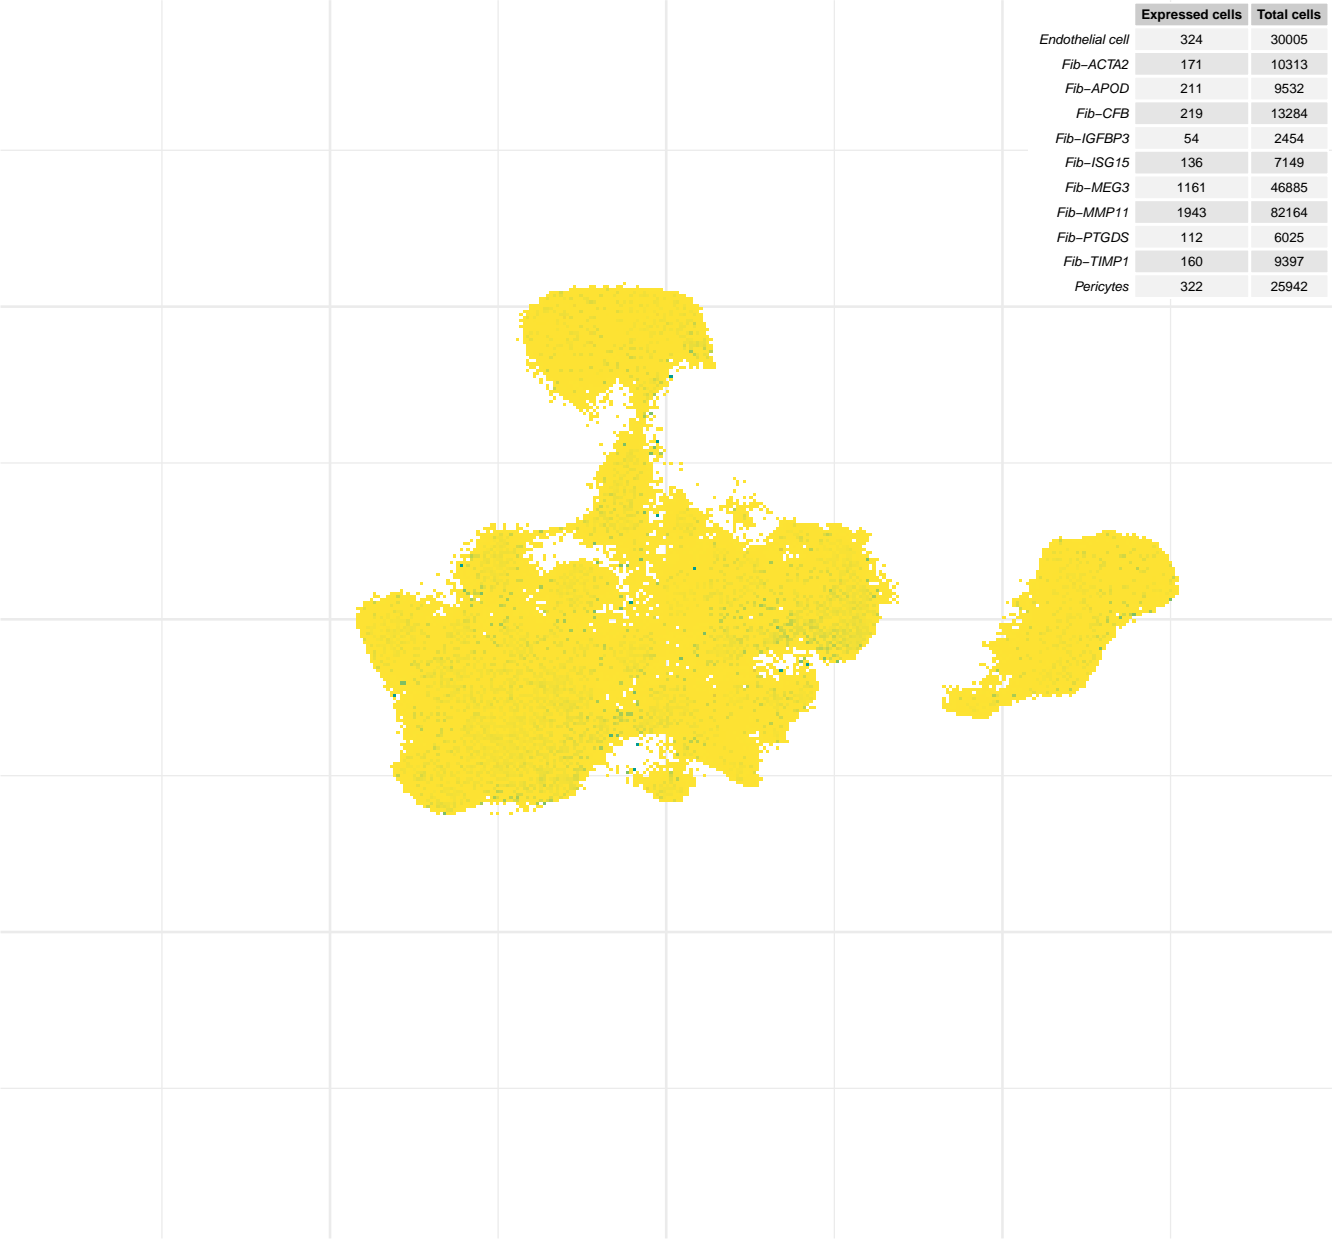 Expressed cells Total cells
Endothelial cell 324 30005
Fib−ACTA2 171 10313
Fib−APOD 211 9532
Fib−CFB 219 13284
Fib−IGFBP3 54 2454
Fib−ISG15 136 7149
Fib−MEG3 1161 46885
Fib−MMP11 1943 82164
Fib−PTGDS 112 6025
Fib−TIMP1 160 9397
Pericytes 322 25942